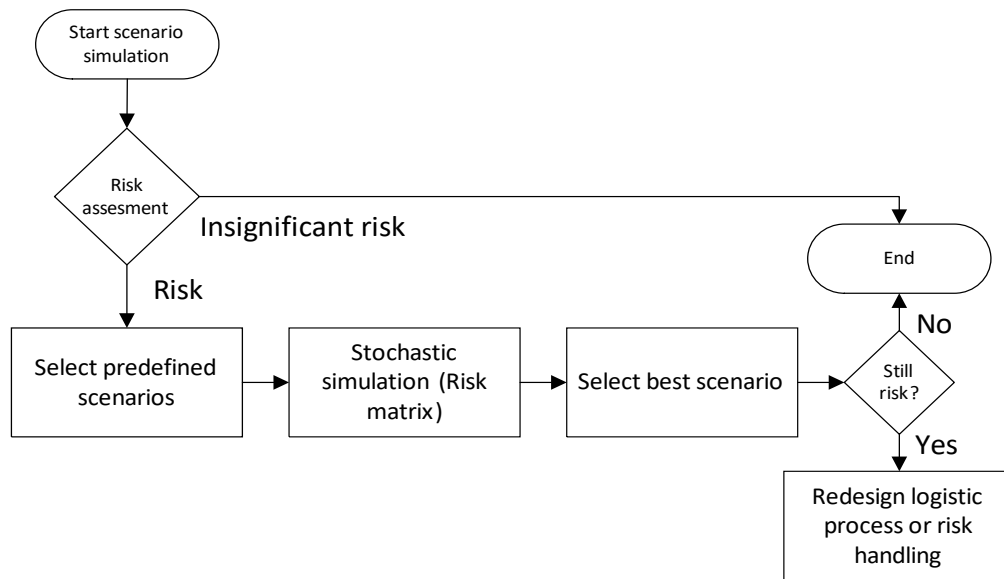 Start scenario
simulation
Risk
assesment
Insignificant risk
End
Risk
No
Select predefined
scenarios
Stochastic
simulation (Risk
matrix)
Select best scenario
Still
risk?
Yes
Redesign logistic
process or risk
handling